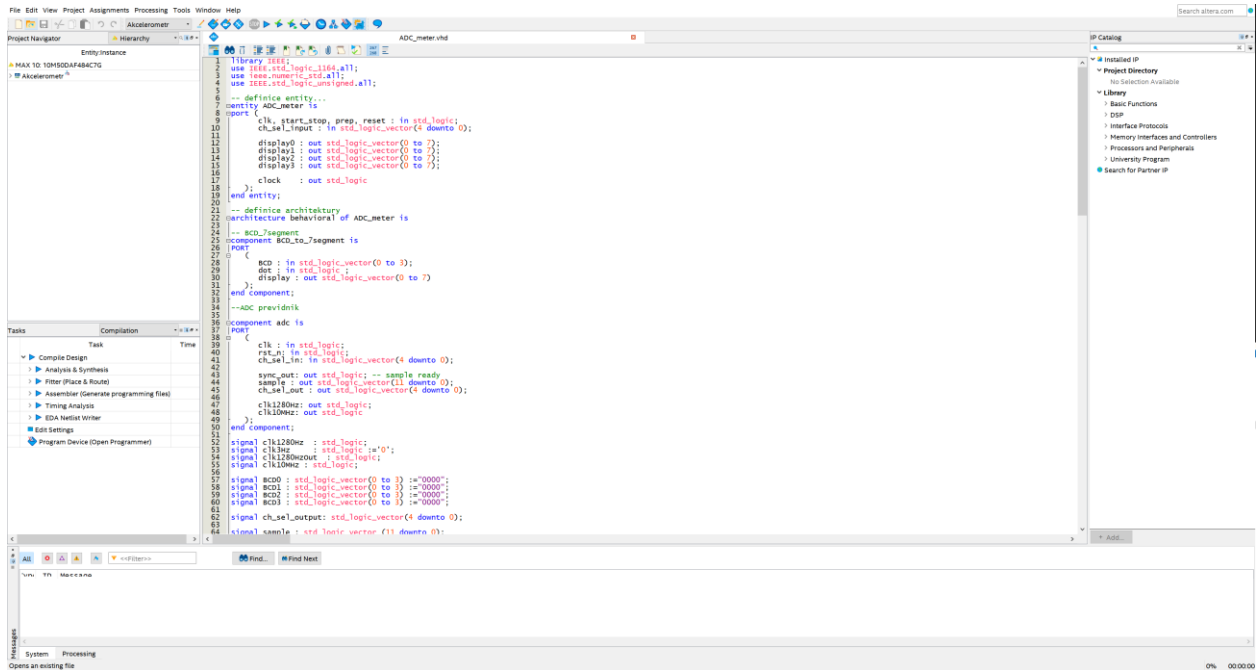 File Edit View Project Assignments Processing Tools Window Help
Search altera.com
Akcelerometr
Project Navigator
Hierarchy
Entity:Instance
MAX 10: 10M50DAF484C7G
Akcelerometr
Tasks
Compilation
Task Time
Compile Design
Analysis & Synthesis
Fitter (Place & Route)
Assembler (Generate programming files)
Timing Analysis
EDA Netlist Writer
Edit Settings
Program Device (Open Programmer)
ADC_meter.vhd
1 library IEEE;
2 use IEEE.std_logic_1164.all;
3 use ieee.numeric_std.all;
4 use IEEE.std_logic_unsigned.all;
5
6 -- definice entity...
7 entity ADC_meter is
8 port (
9 clk, start_stop, prep, reset : in std_logic;
10 ch_sel_input : in std_logic_vector(4 downto 0);
11
12 display0 : out std_logic_vector(0 to 7);
13 display1 : out std_logic_vector(0 to 7);
14 display2 : out std_logic_vector(0 to 7);
15 display3 : out std_logic_vector(0 to 7);
16
17 clock : out std_logic
18 );
19 end entity;
20
21 -- definice architektury
22 architecture behavioral of ADC_meter is
23
24 -- BCD_7segment
25 component BCD_to_7segment is
26 PORT
27 (
28 BCD : in std_logic_vector(0 to 3);
29 dot : in std_logic ;
30 display : out std_logic_vector(0 to 7)
31 );
32 end component;
33
34 --ADC previdnik
35
36 component adc is
37 PORT
38 (
39 clk : in std_logic;
40 rst_n: in std_logic;
41 ch_sel_in: in std_logic_vector(4 downto 0);
42
43 sync_out: out std_logic; -- sample ready
44 sample : out std_logic_vector(11 downto 0);
45 ch_sel_out : out std_logic_vector(4 downto 0);
46
47 clk1280Hz: out std_logic;
48 clk10MHz: out std_logic
49 );
50 end component;
51
52 signal clk1280Hz : std_logic;
53 signal clk3Hz : std_logic :='0';
54 signal clk1280HzOut : std_logic;
55 signal clk10MHz : std_logic;
56
57 signal BCD0 : std_logic_vector(0 to 3) :="0000";
58 signal BCD1 : std_logic_vector(0 to 3) :="0000";
59 signal BCD2 : std_logic_vector(0 to 3) :="0000";
60 signal BCD3 : std_logic_vector(0 to 3) :="0000";
61
62 signal ch_sel_output: std_logic_vector(4 downto 0);
63
64 signal sample : std_logic_vector (11 downto 0);
IP Catalog
Installed IP
Project Directory
No Selection Available
Library
Basic Functions
DSP
Interface Protocols
Memory Interfaces and Controllers
Processors and Peripherals
University Program
Search for Partner IP
+ Add...
All
<<Filter>>
Find...
Find Next
Type ID Message
Messages
System Processing
Opens an existing file
0% 00:00:00